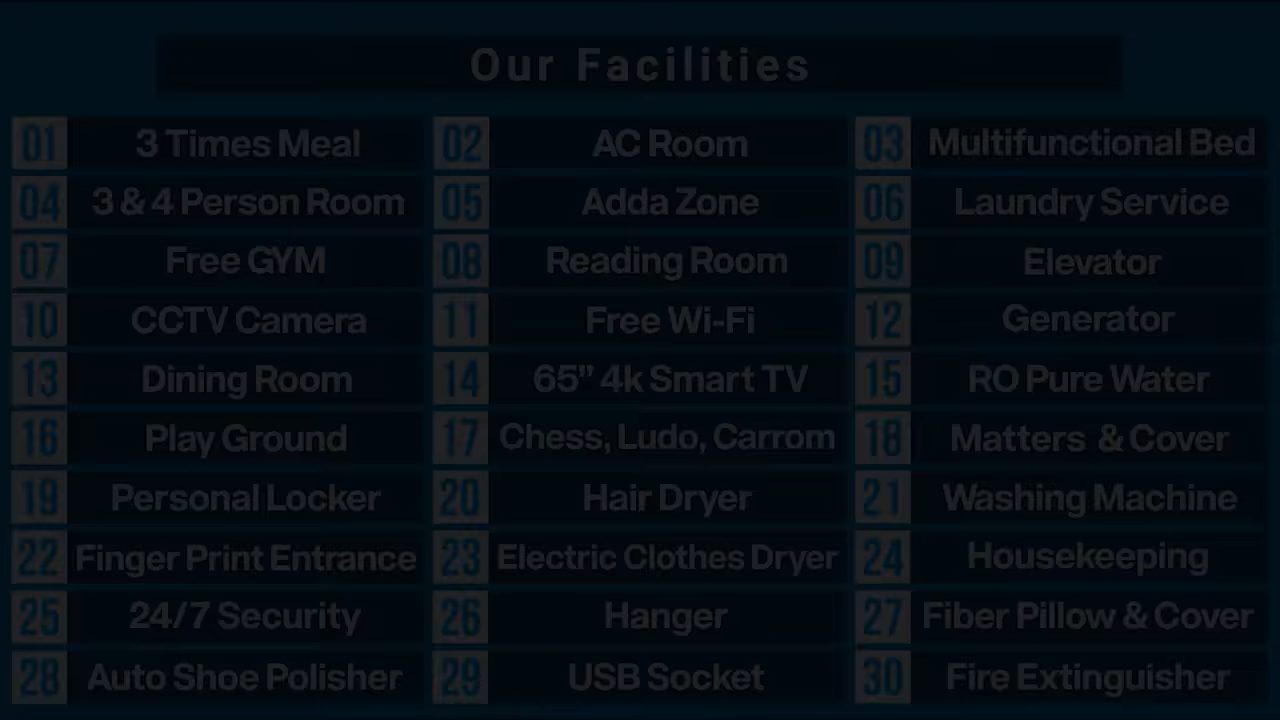 Our Facilities
01 3 Times Meal 02 AC Room 03 Multifunctional Bed
04 3 & 4 Person Room 05 Adda Zone 06 Laundry Service
07 Free GYM 08 Reading Room 09 Elevator
10 CCTV Camera 11 Free Wi-Fi 12 Generator
13 Dining Room 14 65” 4k Smart TV 15 RO Pure Water
16 Play Ground 17 Chess, Ludo, Carrom 18 Matters & Cover
19 Personal Locker 20 Hair Dryer 21 Washing Machine
22 Finger Print Entrance 23 Electric Clothes Dryer 24 Housekeeping
25 24/7 Security 26 Hanger 27 Fiber Pillow & Cover
28 Auto Shoe Polisher 29 USB Socket 30 Fire Extinguisher